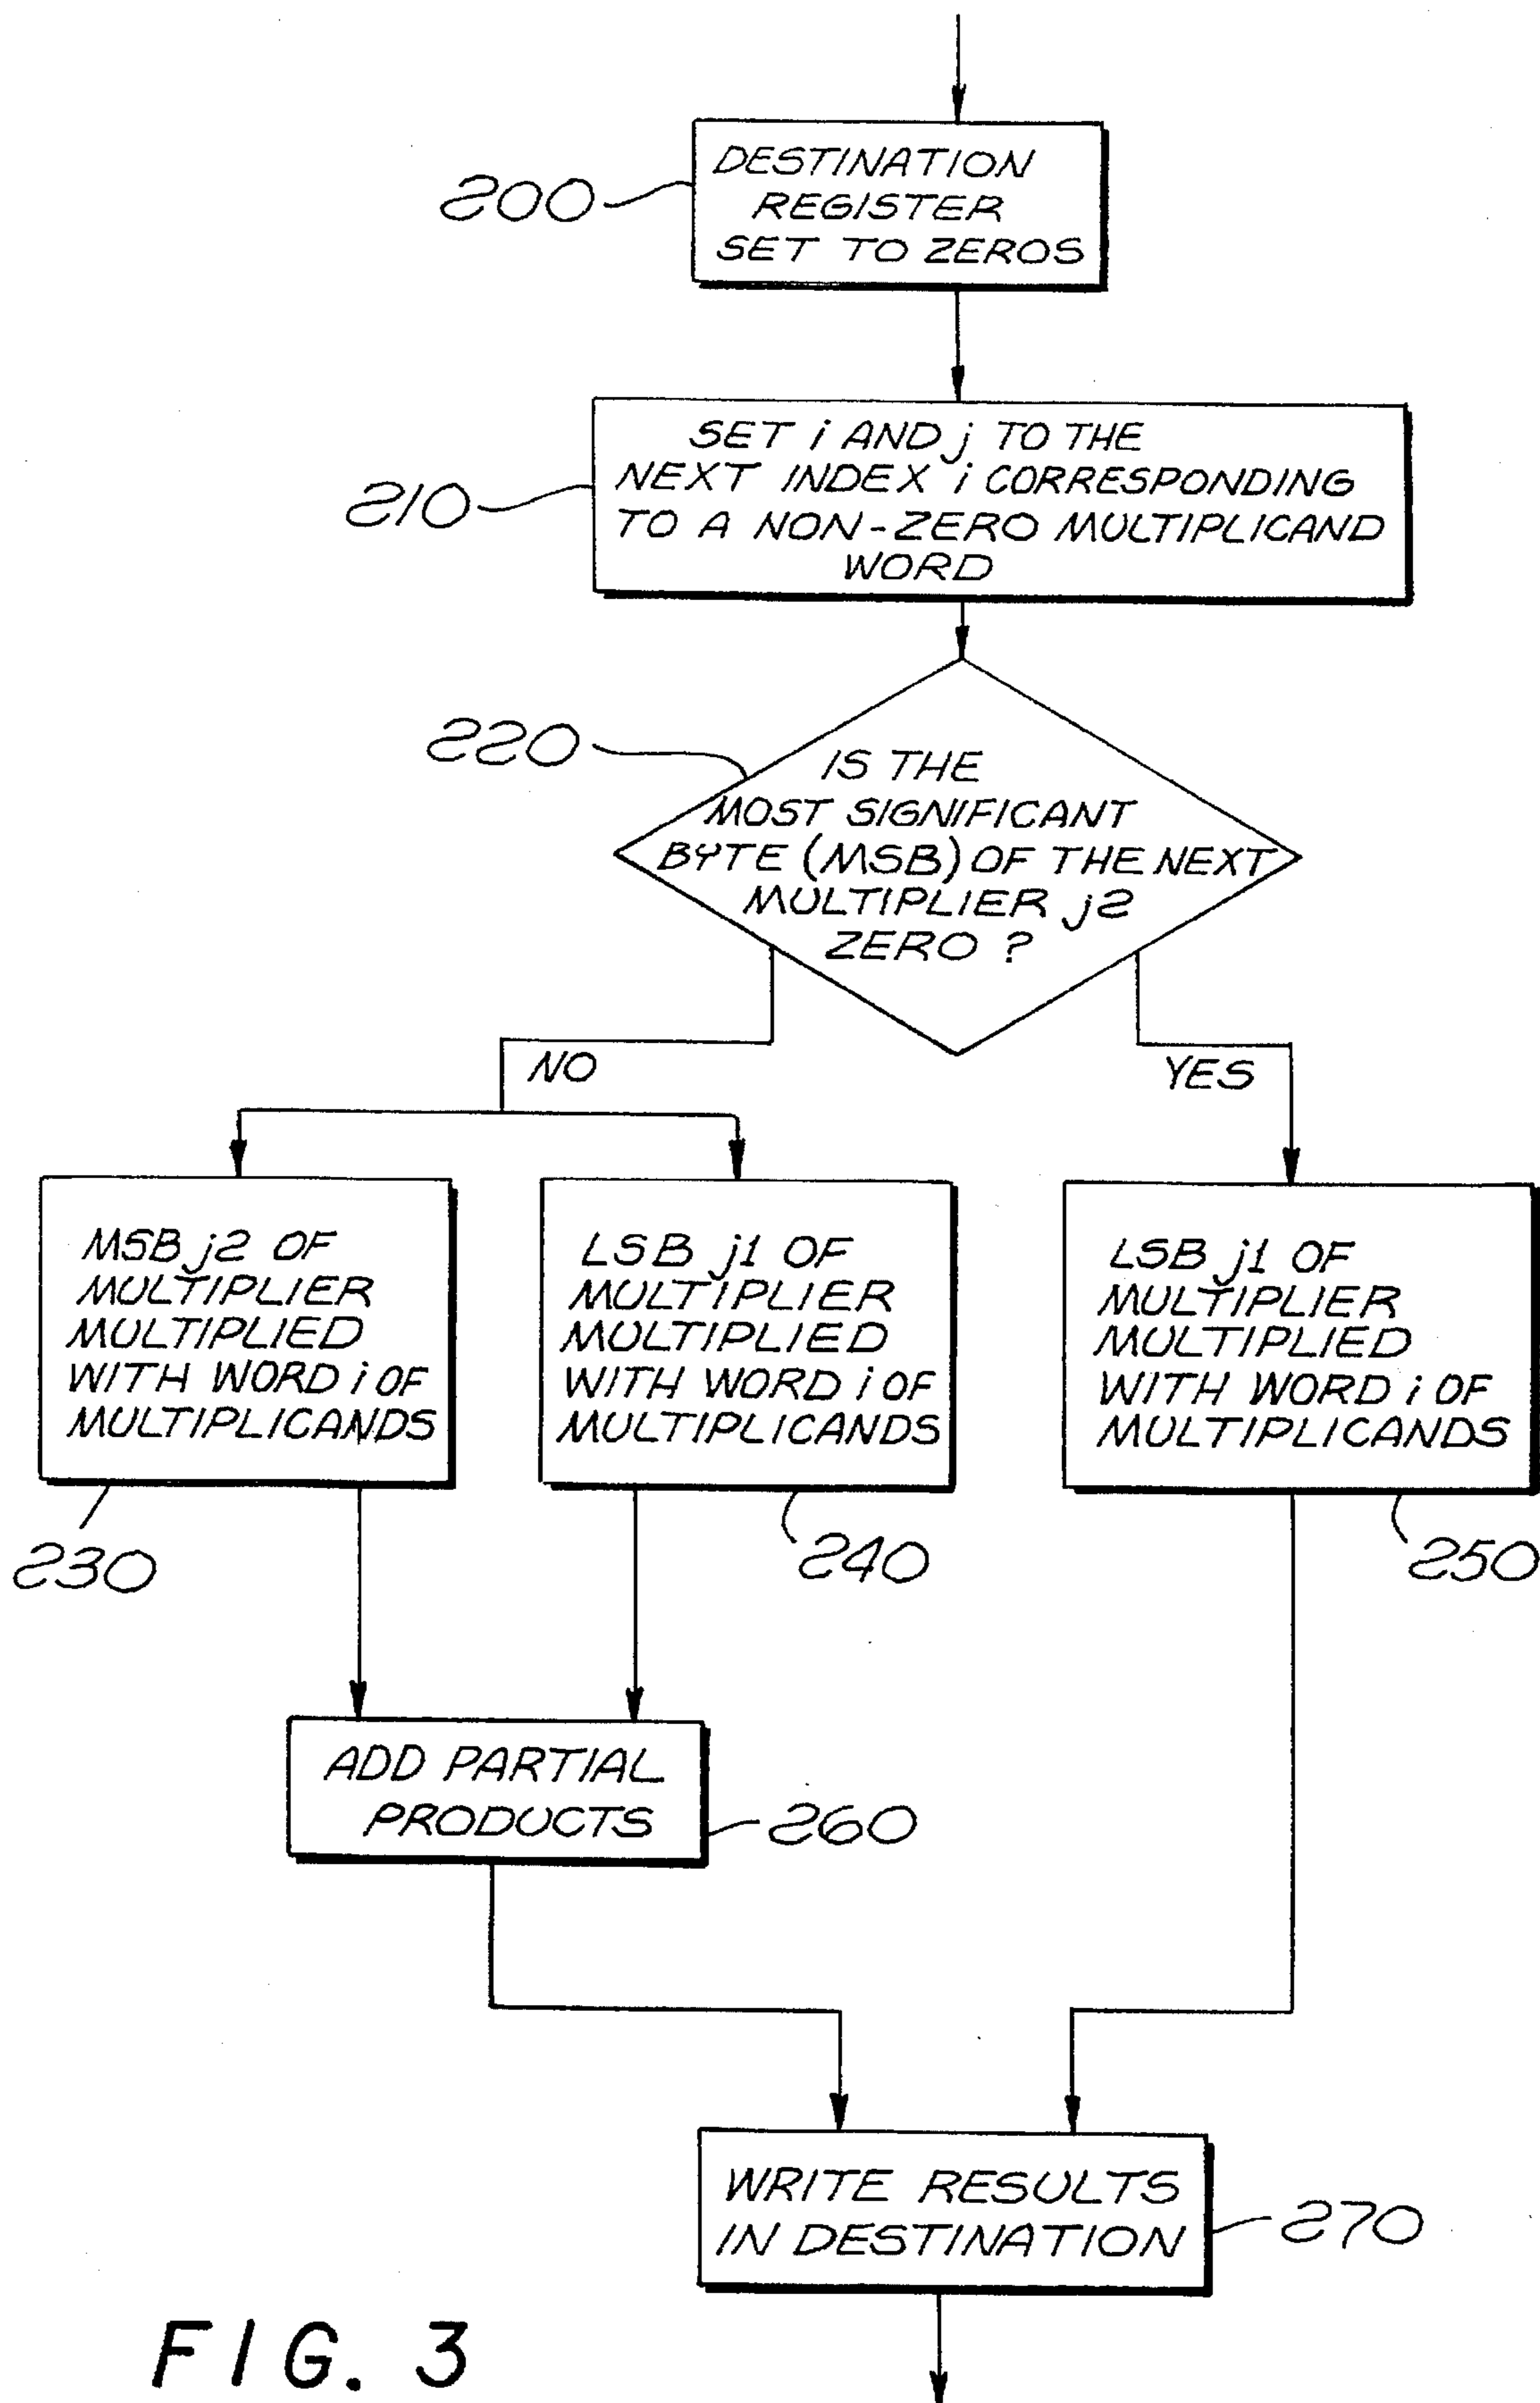 DESTINATION
REGISTER
SET TO ZEROS
200
SET i AND j TO THE
NEXT INDEX i CORRESPONDING
TO A NON-ZERO MULTIPLICAND
WORD
210
220
IS THE
MOST SIGNIFICANT
BYTE (MSB) OF THE NEXT
MULTIPLIER j2
ZERO ?
NO
YES
MSB j2 OF
MULTIPLIER
MULTIPLIED
WITH WORD i OF
MULTIPLICANDS
230
LSB j1 OF
MULTIPLIER
MULTIPLIED
WITH WORD i OF
MULTIPLICANDS
240
LSB j1 OF
MULTIPLIER
MULTIPLIED
WITH WORD i OF
MULTIPLICANDS
250
ADD PARTIAL
PRODUCTS
260
WRITE RESULTS
IN DESTINATION
270
FIG. 3